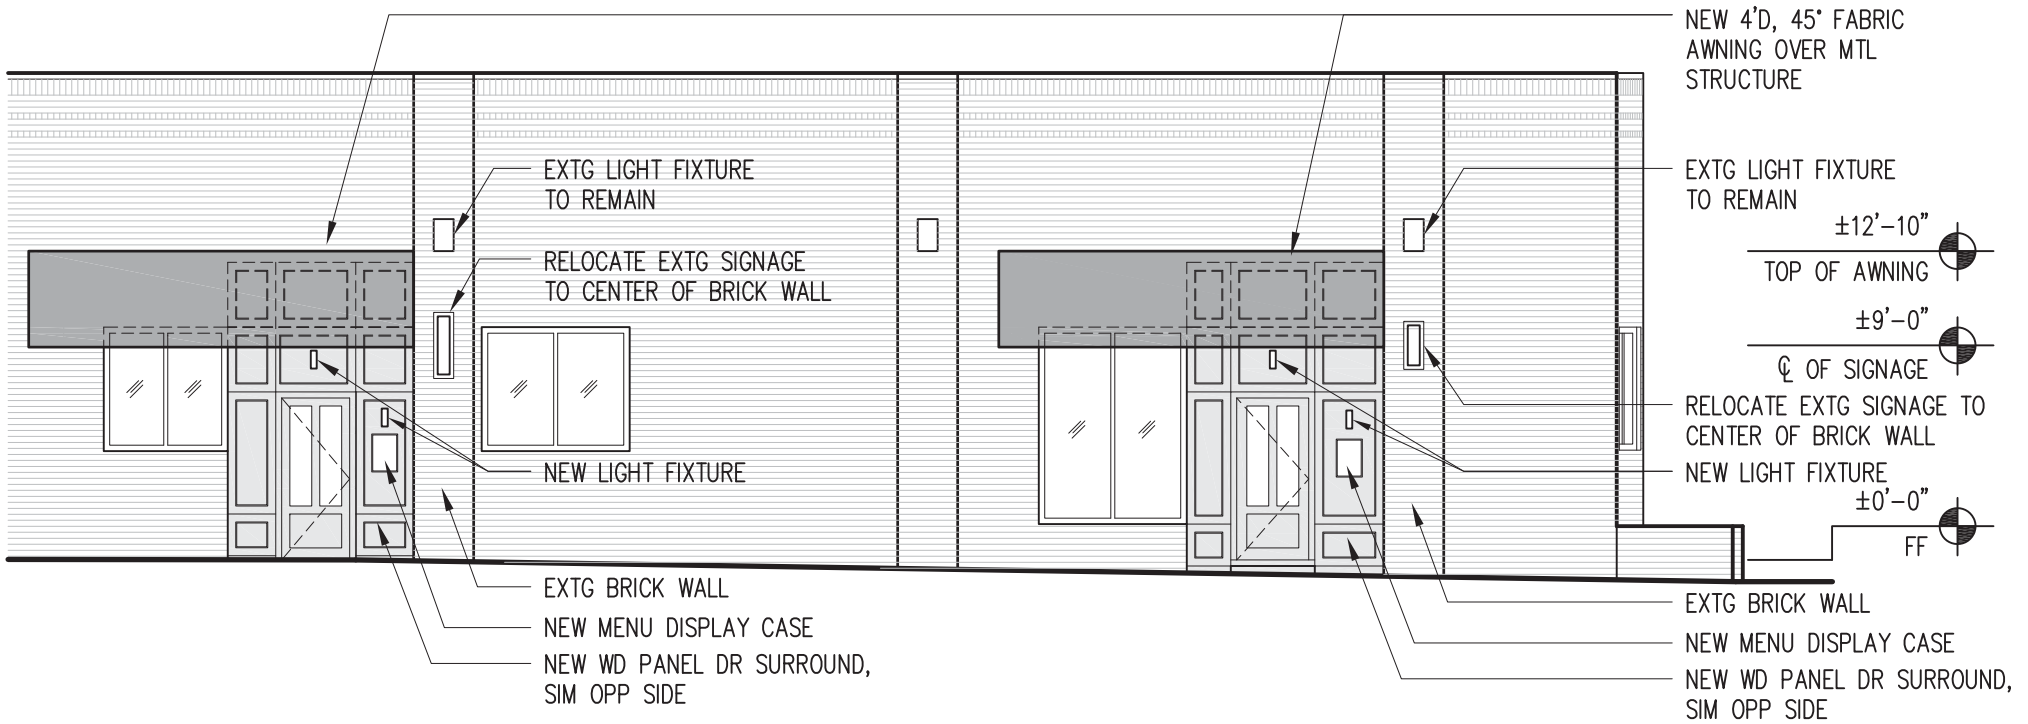 NEW 4'D, 45° FABRIC
AWNING OVER MTL
STRUCTURE
EXTG LIGHT FIXTURE
TO REMAIN
RELOCATE EXTG SIGNAGE
TO CENTER OF BRICK WALL
NEW LIGHT FIXTURE
EXTG BRICK WALL
NEW MENU DISPLAY CASE
NEW WD PANEL DR SURROUND,
SIM OPP SIDE
EXTG LIGHT FIXTURE
TO REMAIN
±12'-10"
TOP OF AWNING
±9'-0"
℄ OF SIGNAGE
RELOCATE EXTG SIGNAGE TO
CENTER OF BRICK WALL
NEW LIGHT FIXTURE
±0'-0"
FF
EXTG BRICK WALL
NEW MENU DISPLAY CASE
NEW WD PANEL DR SURROUND,
SIM OPP SIDE